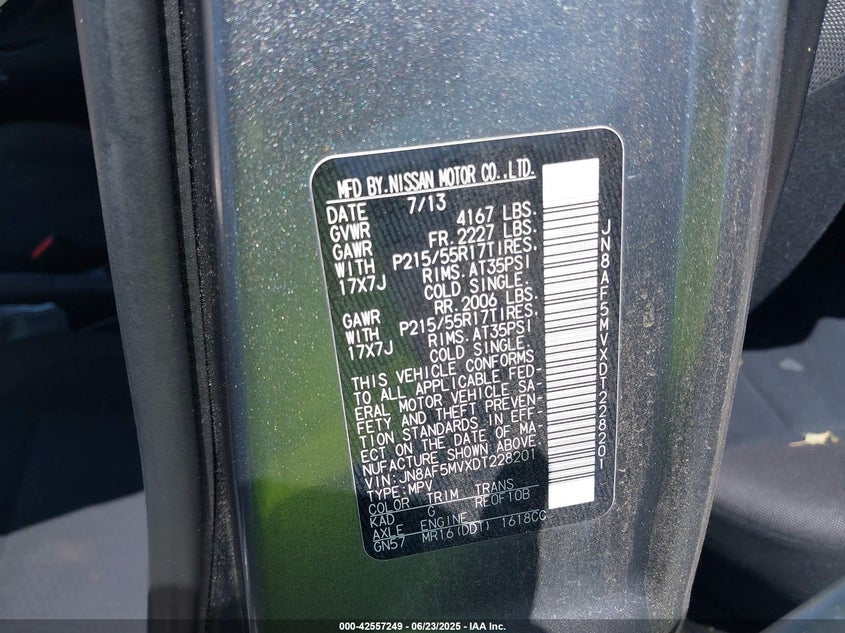 MFD BY.NISSAN MOTOR CO.,LTD.
DATE 7/13
GVWR 4167 LBS.
GAWR FR. 2227 LBS.
WITH P215/55R17TIRES,
17X7J RIMS, AT35PSI
COLD SINGLE.
GAWR RR. 2006 LBS.
WITH P215/55R17TIRES,
17X7J RIMS, AT35PSI
COLD SINGLE.
THIS VEHICLE CONFORMS
TO ALL APPLICABLE FED-
ERAL MOTOR VEHICLE SA-
FETY AND THEFT PREVEN-
TION STANDARDS IN EFF-
ECT ON THE DATE OF MA-
NUFACTURE SHOWN ABOVE.
VIN: JN8AF5MVXDT228201
TYPE:MPV
COLOR TRIM TRANS
KAD G RE0F10B
AXLE ENGINE
GN57 MR16(DDT) 1618CC
JN8AF5MVXDT228201
000-42557249 - 06/23/2025 - IAA Inc.